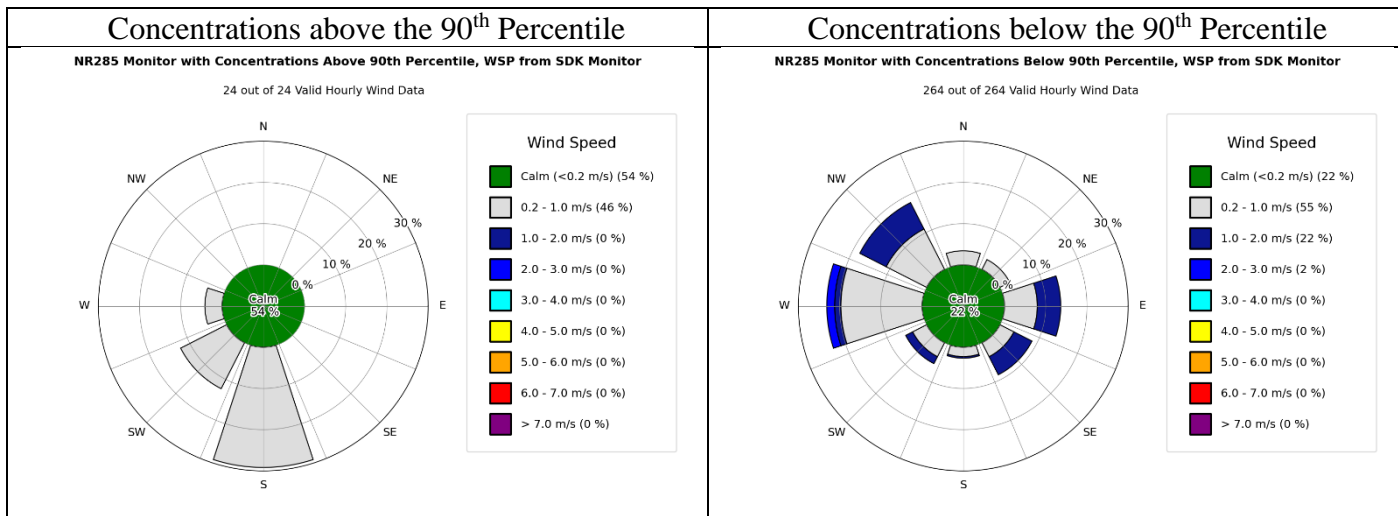 Concentrations above the 90th Percentile
NR285 Monitor with Concentrations Above 90th Percentile, WSP from SDK Monitor
24 out of 24 Valid Hourly Wind Data
N
NW
NE
W
E
SW
SE
S
0 %
10 %
20 %
30 %
Calm
54 %
Wind Speed
Calm (<0.2 m/s) (54 %)
0.2 - 1.0 m/s (46 %)
1.0 - 2.0 m/s (0 %)
2.0 - 3.0 m/s (0 %)
3.0 - 4.0 m/s (0 %)
4.0 - 5.0 m/s (0 %)
5.0 - 6.0 m/s (0 %)
6.0 - 7.0 m/s (0 %)
> 7.0 m/s (0 %)
Concentrations below the 90th Percentile
NR285 Monitor with Concentrations Below 90th Percentile, WSP from SDK Monitor
264 out of 264 Valid Hourly Wind Data
N
NW
NE
W
E
SW
SE
S
0 %
10 %
20 %
30 %
Calm
22 %
Wind Speed
Calm (<0.2 m/s) (22 %)
0.2 - 1.0 m/s (55 %)
1.0 - 2.0 m/s (22 %)
2.0 - 3.0 m/s (2 %)
3.0 - 4.0 m/s (0 %)
4.0 - 5.0 m/s (0 %)
5.0 - 6.0 m/s (0 %)
6.0 - 7.0 m/s (0 %)
> 7.0 m/s (0 %)